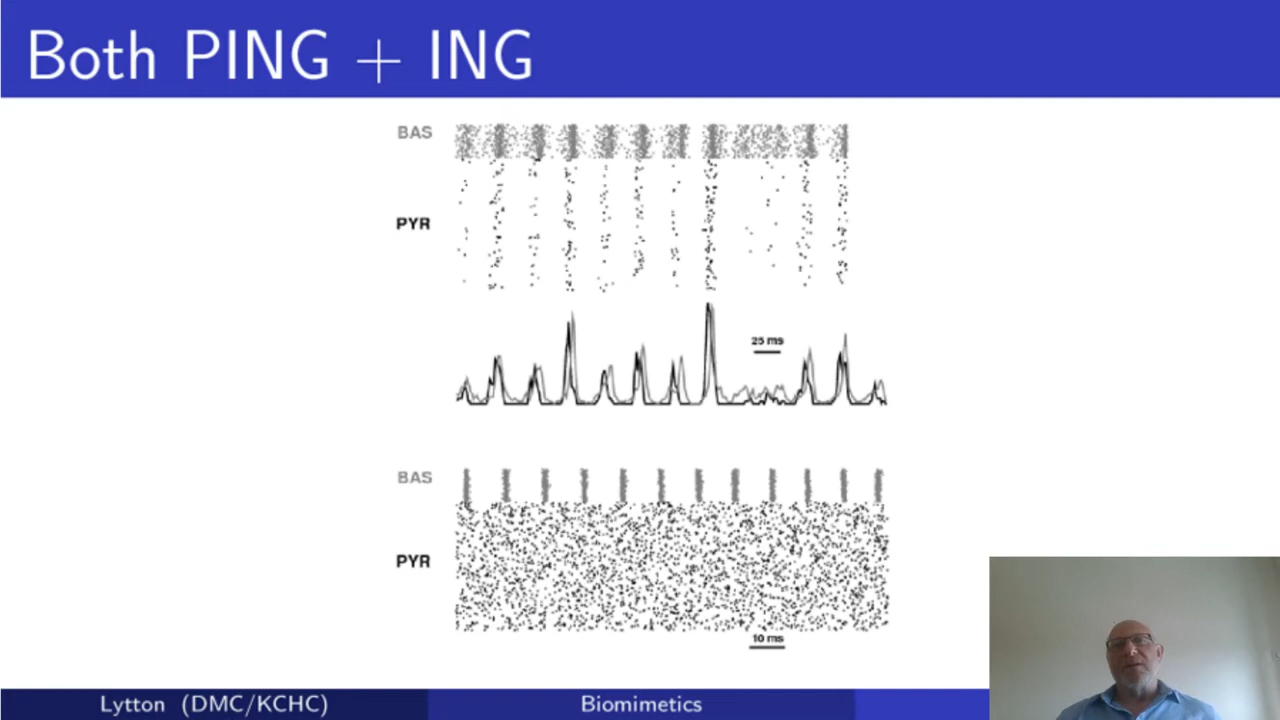 Both PING + ING
BAS
PYR
25 ms
BAS
PYR
10 ms
Lytton (DMC/KCHC)
Biomimetics